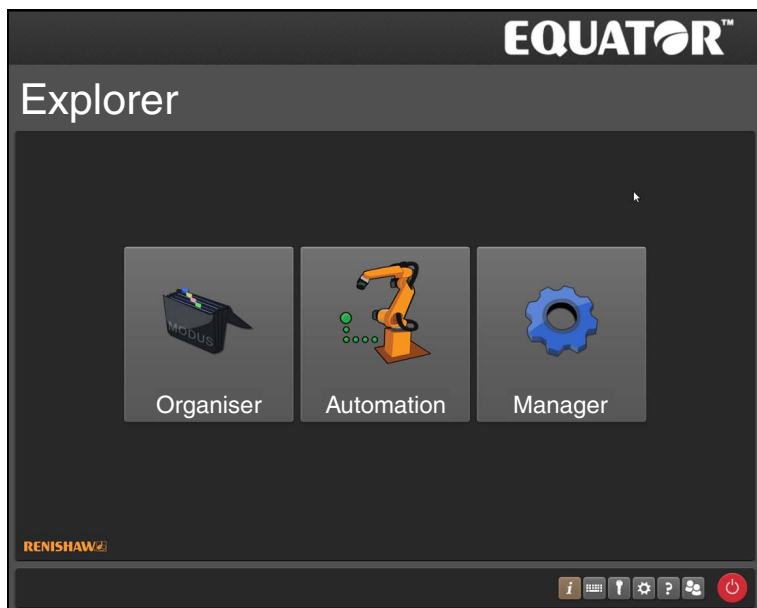 EQUATOR™
Explorer
MODUS
Organiser
Automation
Manager
RENISHAW
i
?